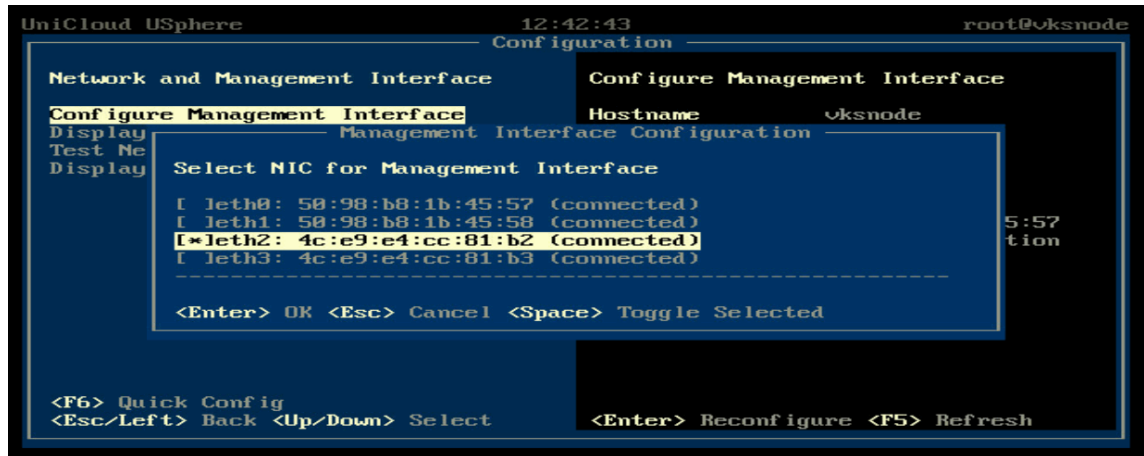 UniCloud USphere 12:42:43 root@vksnode
Configuration
Network and Management Interface Configure Management Interface
Configure Management Interface Hostname vksnode
Display Management Interface Configuration
Test Ne
Display Select NIC for Management Interface
[ ]eth0: 50:98:b8:1b:45:57 (connected)
[ ]eth1: 50:98:b8:1b:45:58 (connected) 5:57
[*]eth2: 4c:e9:e4:cc:81:b2 (connected) tion
[ ]eth3: 4c:e9:e4:cc:81:b3 (connected)
------------------------------------------------------------
<Enter> OK <Esc> Cancel <Space> Toggle Selected
<F6> Quick Config
<Esc/Left> Back <Up/Down> Select <Enter> Reconfigure <F5> Refresh